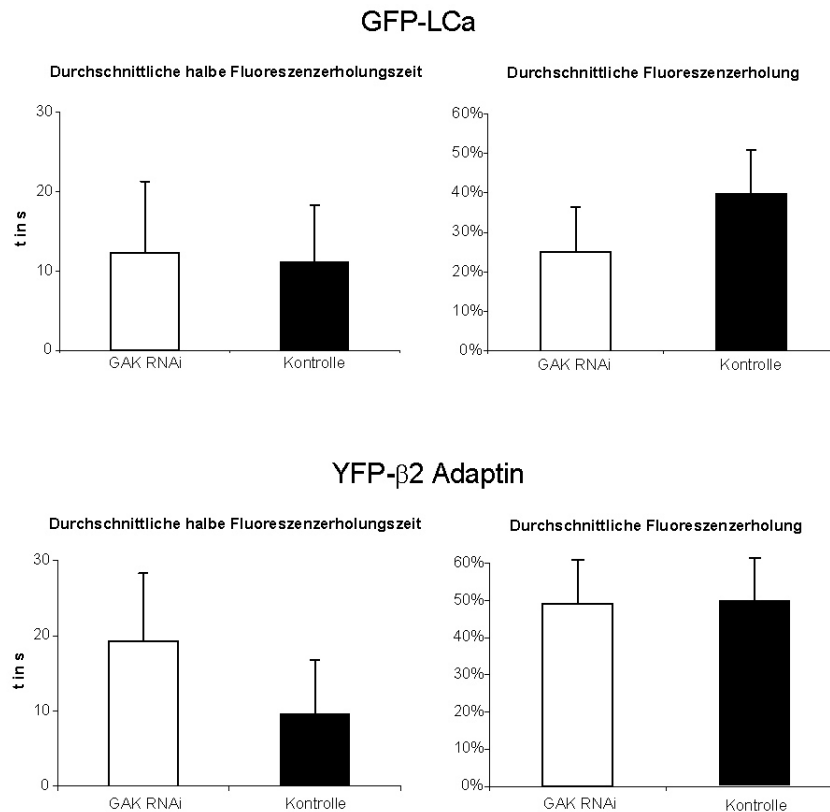 GFP-LCa
Durchschnittliche halbe Fluoreszenzerholungszeit
30
20
10
0
t in s
GAK RNAi
Kontrolle
Durchschnittliche Fluoreszenzerholung
60%
50%
40%
30%
20%
10%
0%
GAK RNAi
Kontrolle
YFP-β2 Adaptin
Durchschnittliche halbe Fluoreszenzerholungszeit
30
20
10
0
t in s
GAK RNAi
Kontrolle
Durchschnittliche Fluoreszenzerholung
60%
50%
40%
30%
20%
10%
0%
GAK RNAi
Kontrolle